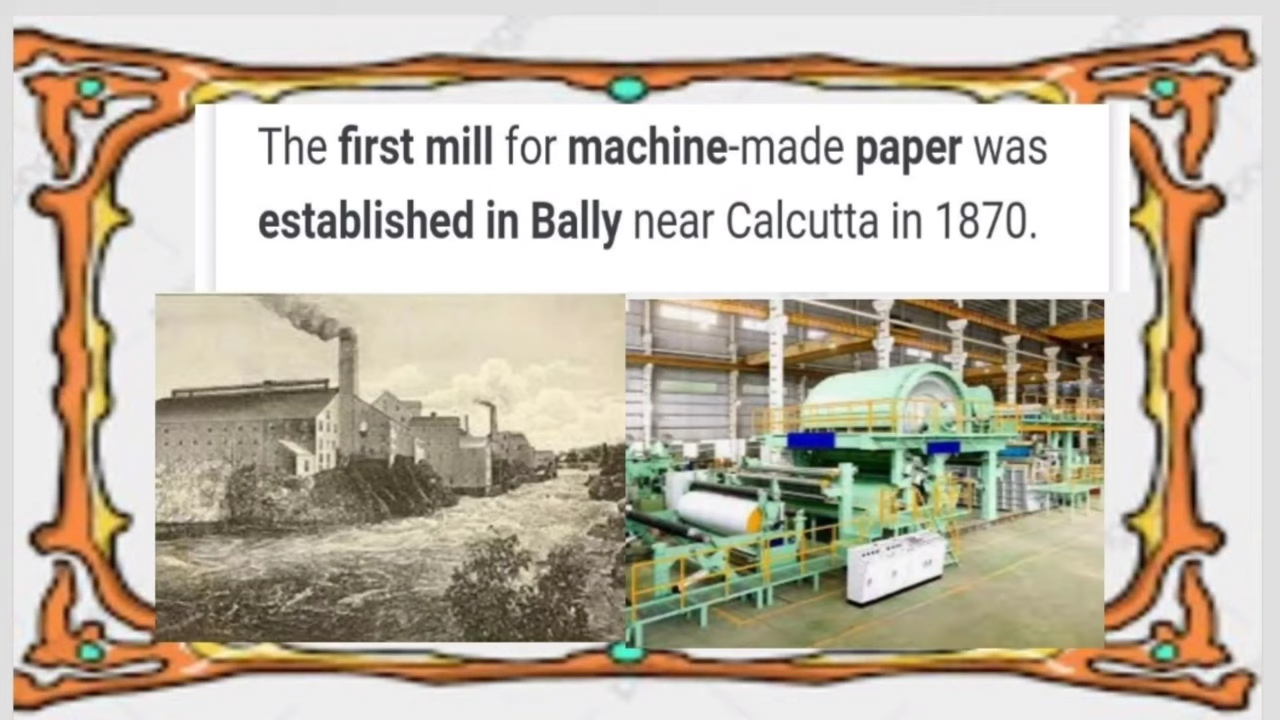 The first mill for machine-made paper was
established in Bally near Calcutta in 1870.